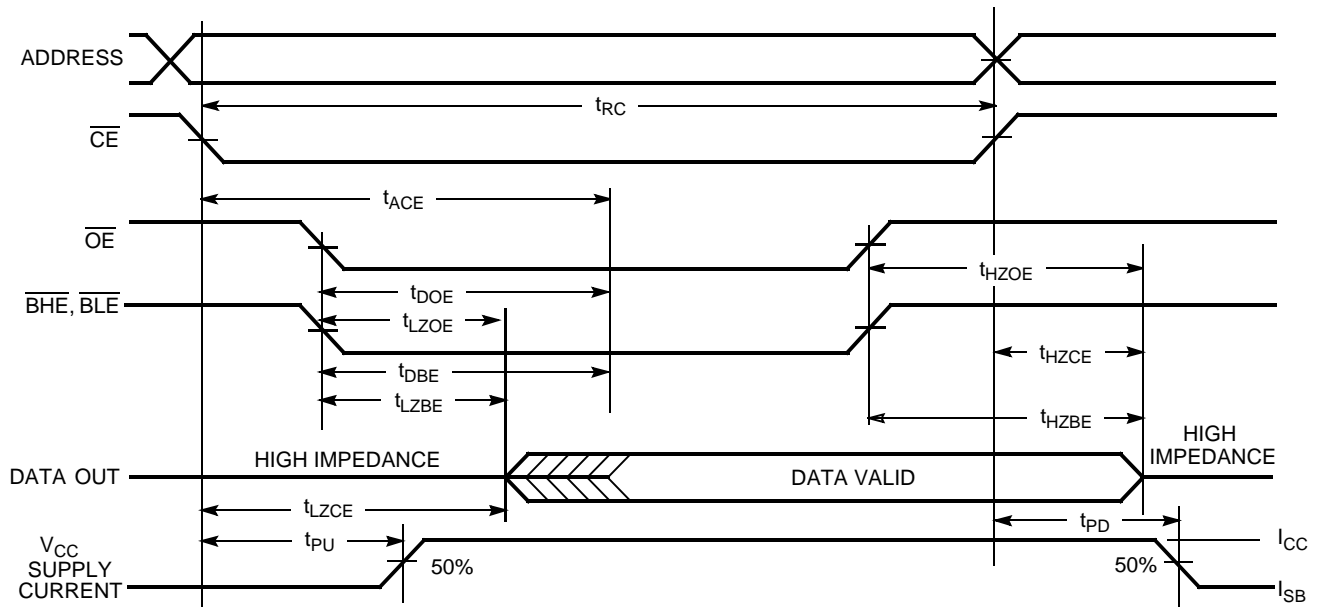 ADDRESS
tRC
CE
tACE
OE
tHZOE
tDOE
BHE, BLE
tLZOE
tHZCE
tDBE
tLZBE
tHZBE
HIGH
IMPEDANCE
HIGH IMPEDANCE
DATA OUT
DATA VALID
tLZCE
tPD
tPU
VCC
SUPPLY
CURRENT
50%
50%
ICC
ISB